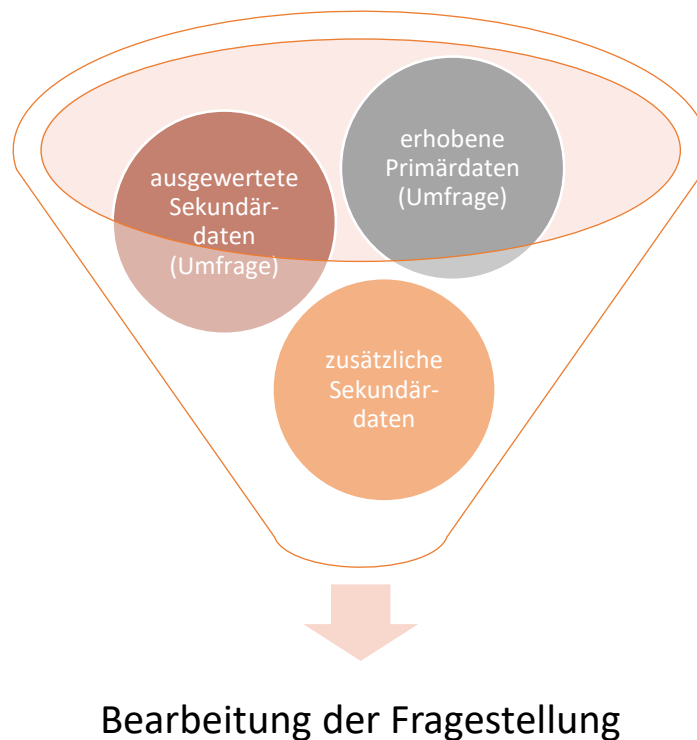 erhobene
Primärdaten
(Umfrage)
ausgewertete
Sekundär-
daten
(Umfrage)
zusätzliche
Sekundär-
daten
Bearbeitung der Fragestellung